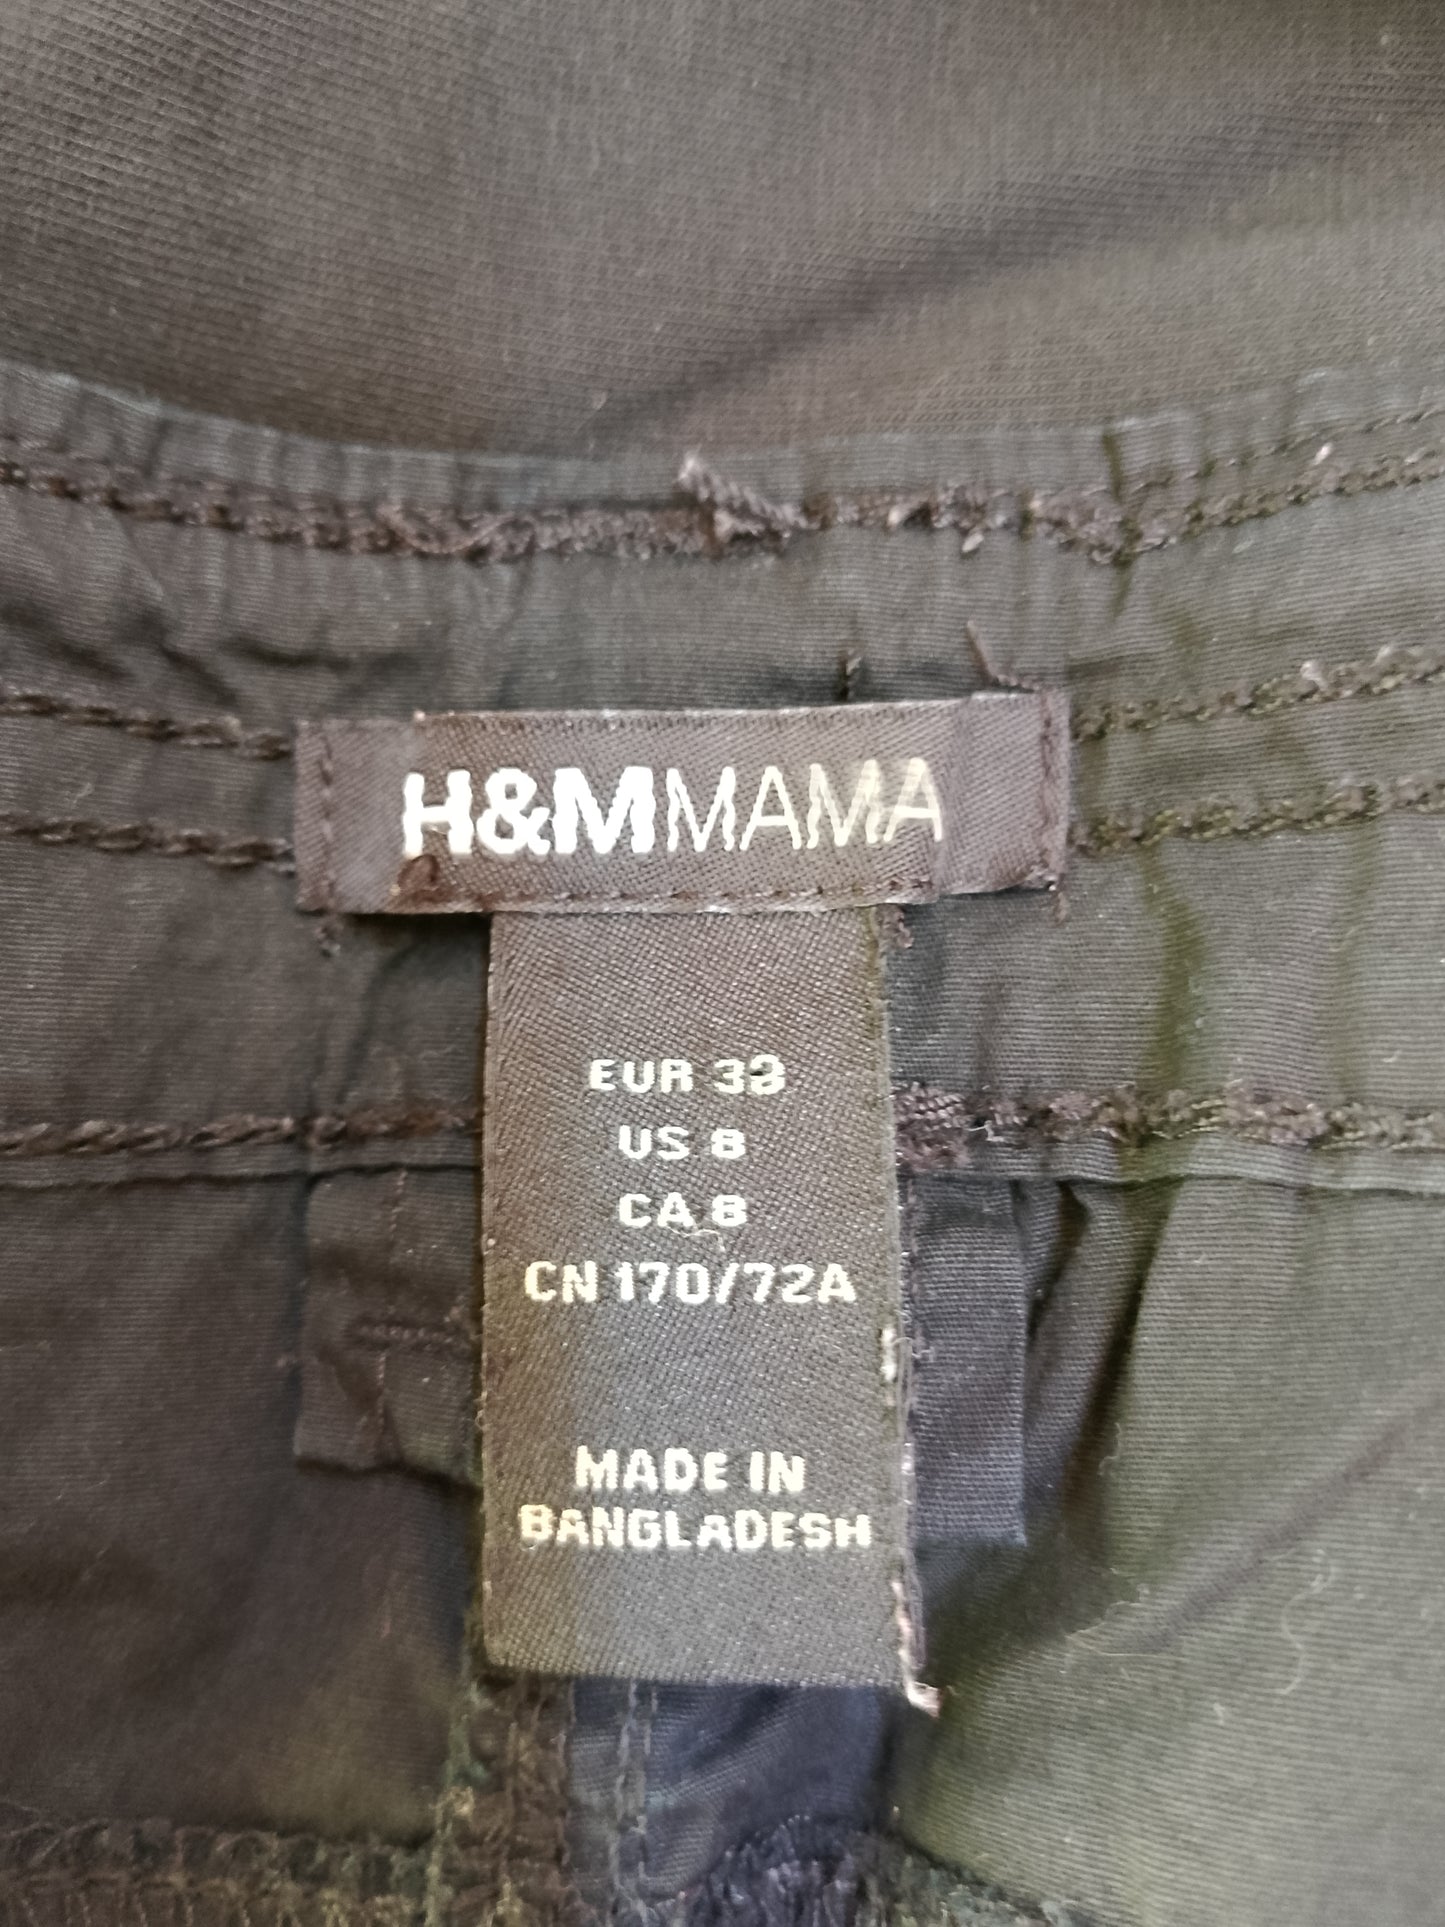 H&MMAMA
EUR 38
US 8
CA 8
CN 170/72A
MADE IN
BANGLADESH